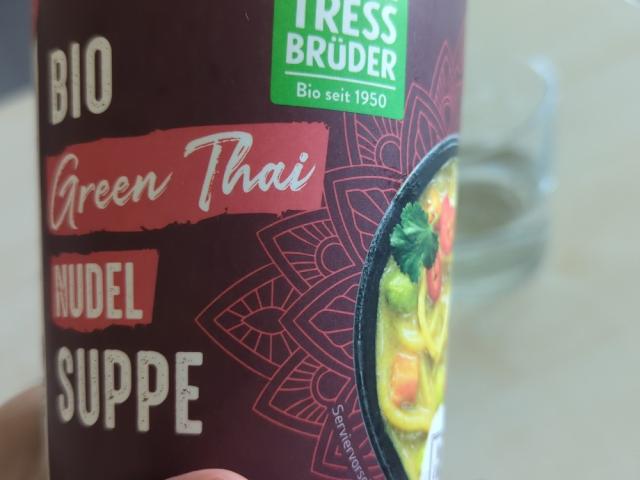 TRESS
BRÜDER
Bio seit 1950
BIO
Green Thai
NUDEL
SUPPE